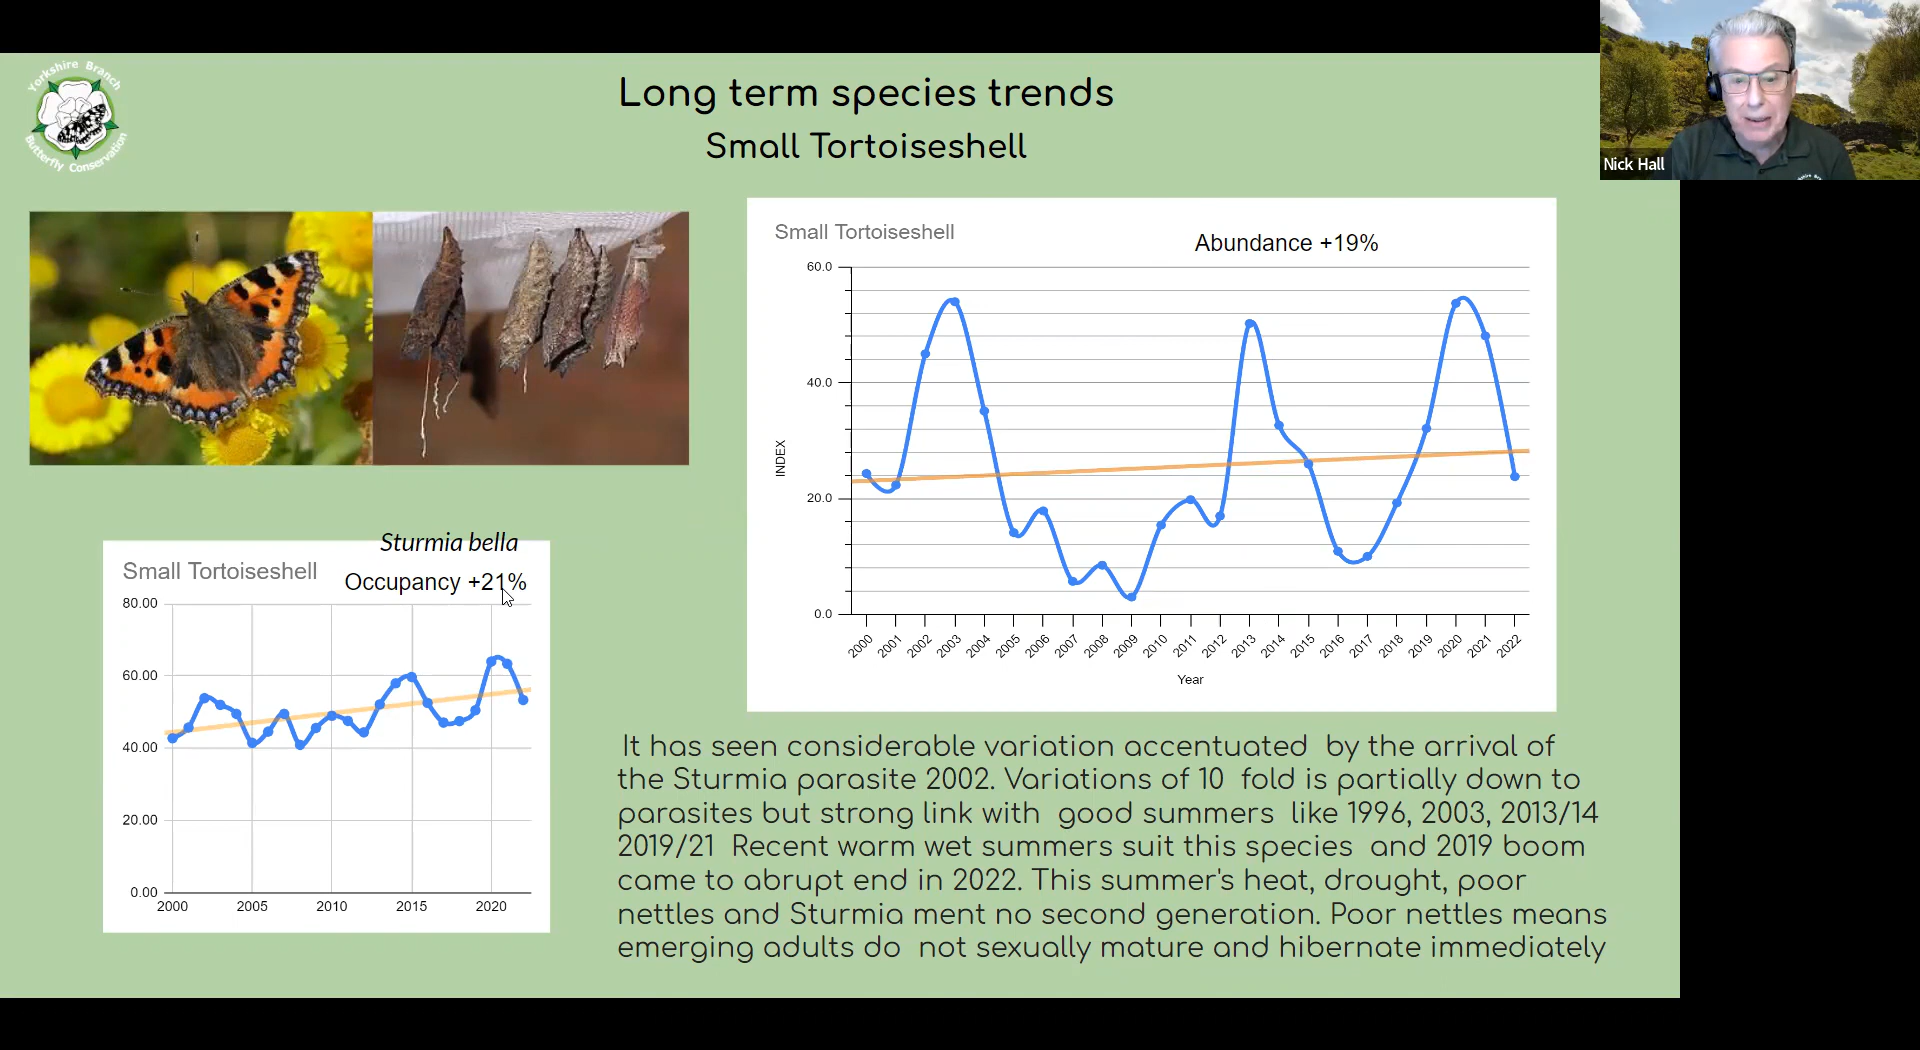 Yorkshire Branch
Butterfly Conservation
Long term species trends
Small Tortoiseshell
Nick Hall
Small Tortoiseshell
Abundance +19%
60.0
40.0
20.0
0.0
INDEX
2000 2001 2002 2003 2004 2005 2006 2007 2008 2009 2010 2011 2012 2013 2014 2015 2016 2017 2018 2019 2020 2021 2022
Year
Sturmia bella
Small Tortoiseshell
Occupancy +21%
80.00
60.00
40.00
20.00
0.00
2000 2005 2010 2015 2020
It has seen considerable variation accentuated by the arrival of
the Sturmia parasite 2002. Variations of 10 fold is partially down to
parasites but strong link with good summers like 1996, 2003, 2013/14
2019/21 Recent warm wet summers suit this species and 2019 boom
came to abrupt end in 2022. This summer's heat, drought, poor
nettles and Sturmia ment no second generation. Poor nettles means
emerging adults do not sexually mature and hibernate immediately